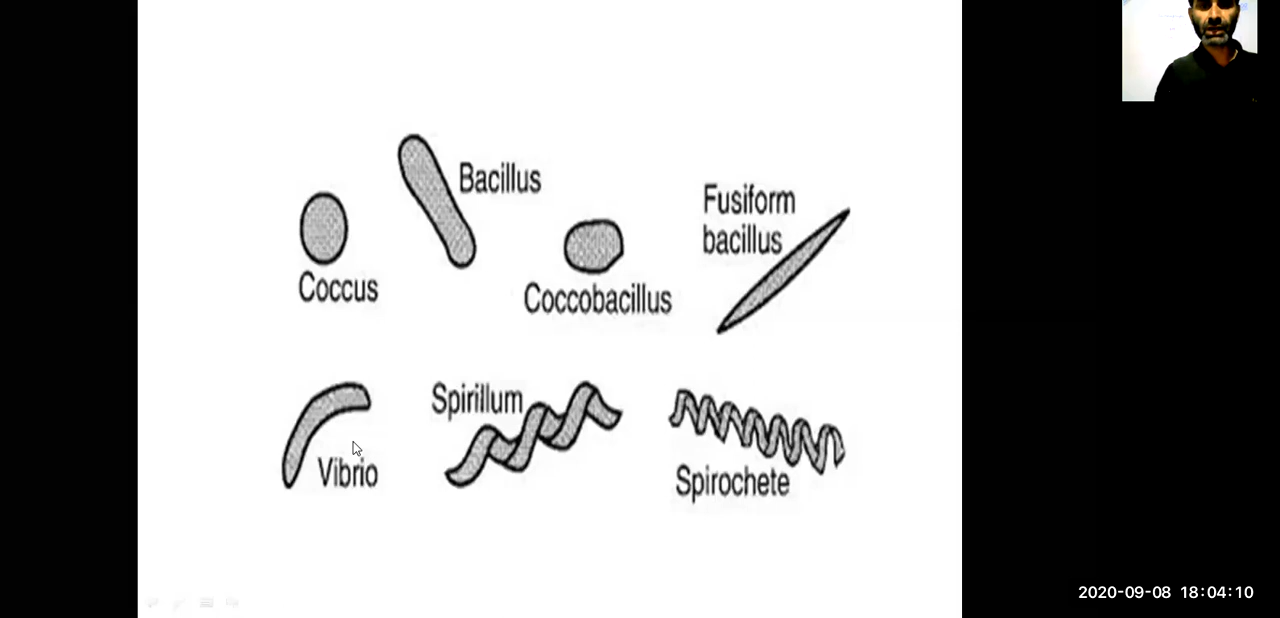 Bacillus
Coccus
Coccobacillus
Fusiform
bacillus
Vibrio
Spirillum
Spirochete
2020-09-08 18:04:10